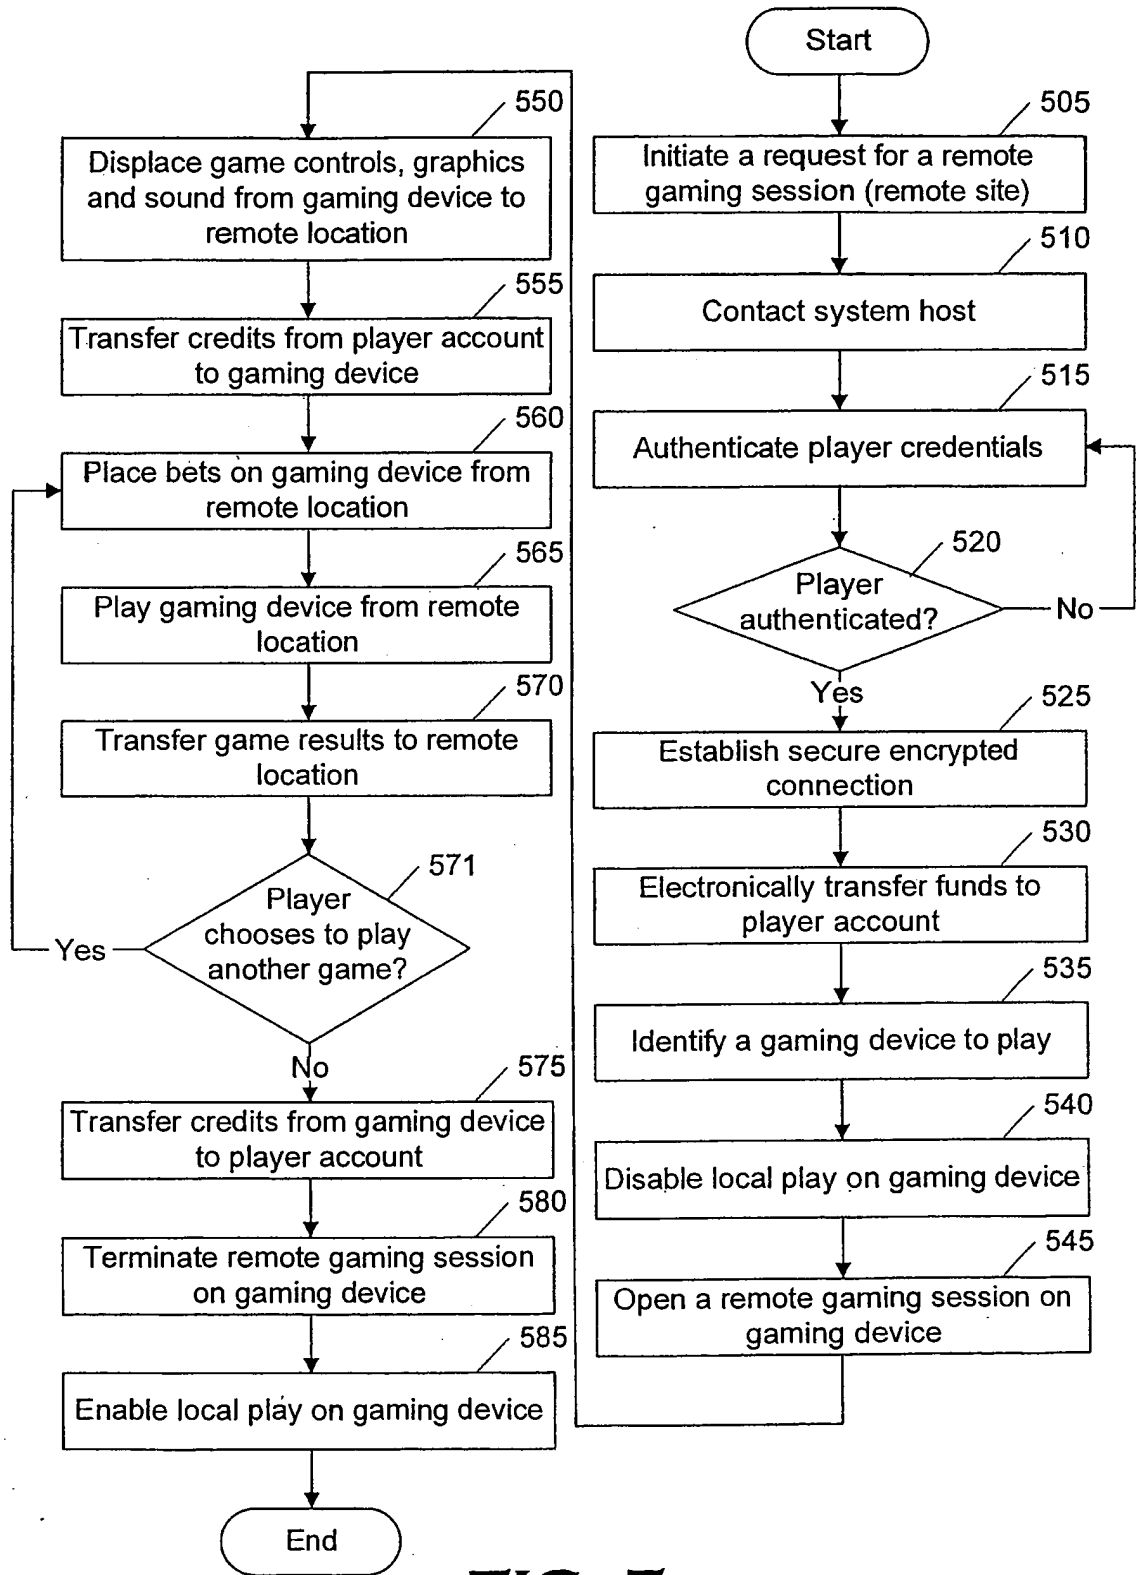 Start
505
Initiate a request for a remote
gaming session (remote site)
510
Contact system host
515
Authenticate player credentials
520
Player
authenticated?
No
Yes
525
Establish secure encrypted
connection
530
Electronically transfer funds to
player account
535
Identify a gaming device to play
540
Disable local play on gaming device
545
Open a remote gaming session on
gaming device
550
Displace game controls, graphics
and sound from gaming device to
remote location
555
Transfer credits from player account
to gaming device
560
Place bets on gaming device from
remote location
565
Play gaming device from remote
location
570
Transfer game results to remote
location
571
Player
chooses to play
another game?
Yes
No
575
Transfer credits from gaming device
to player account
580
Terminate remote gaming session
on gaming device
585
Enable local play on gaming device
End